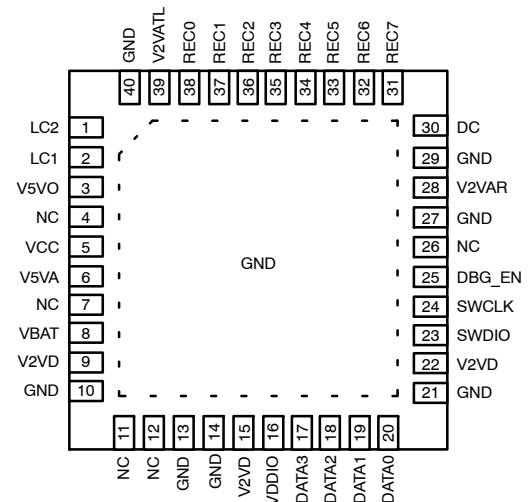 GND
V2VATL
REC0
REC1
REC2
REC3
REC4
REC5
REC6
REC7
40
39
38
37
36
35
34
33
32
31
LC2 1
LC1 2
V5VO 3
NC 4
VCC 5
V5VA 6
NC 7
VBAT 8
V2VD 9
GND 10
GND
30 DC
29 GND
28 V2VAR
27 GND
26 NC
25 DBG_EN
24 SWCLK
23 SWDIO
22 V2VD
21 GND
11
12
13
14
15
16
17
18
19
20
NC
NC
GND
GND
V2VD
VDDIO
DATA3
DATA2
DATA1
DATA0